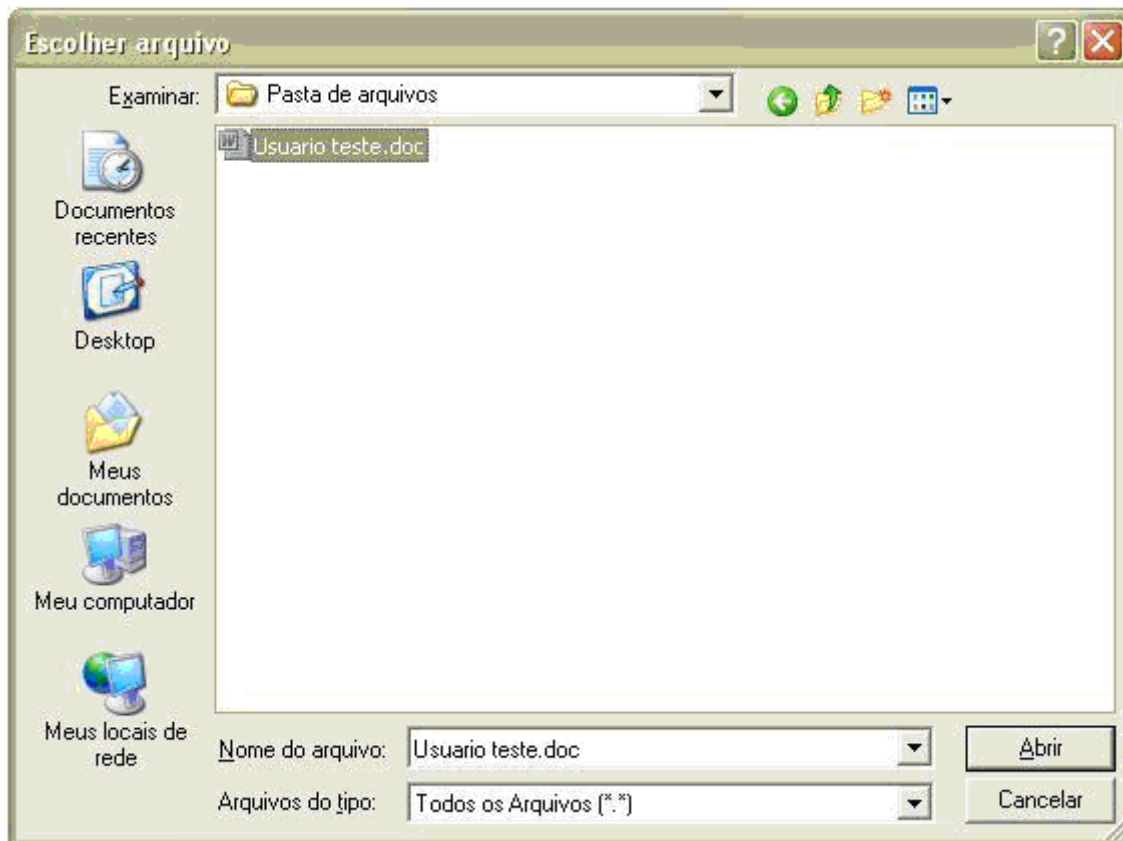 Escolher arquivo
Examinar:
Pasta de arquivos
Usuario teste.doc
Documentos
recentes
Desktop
Meus
documentos
Meu computador
Meus locais de
rede
Nome do arquivo:
Usuario teste.doc
Abrir
Arquivos do tipo:
Todos os Arquivos (*.*)
Cancelar